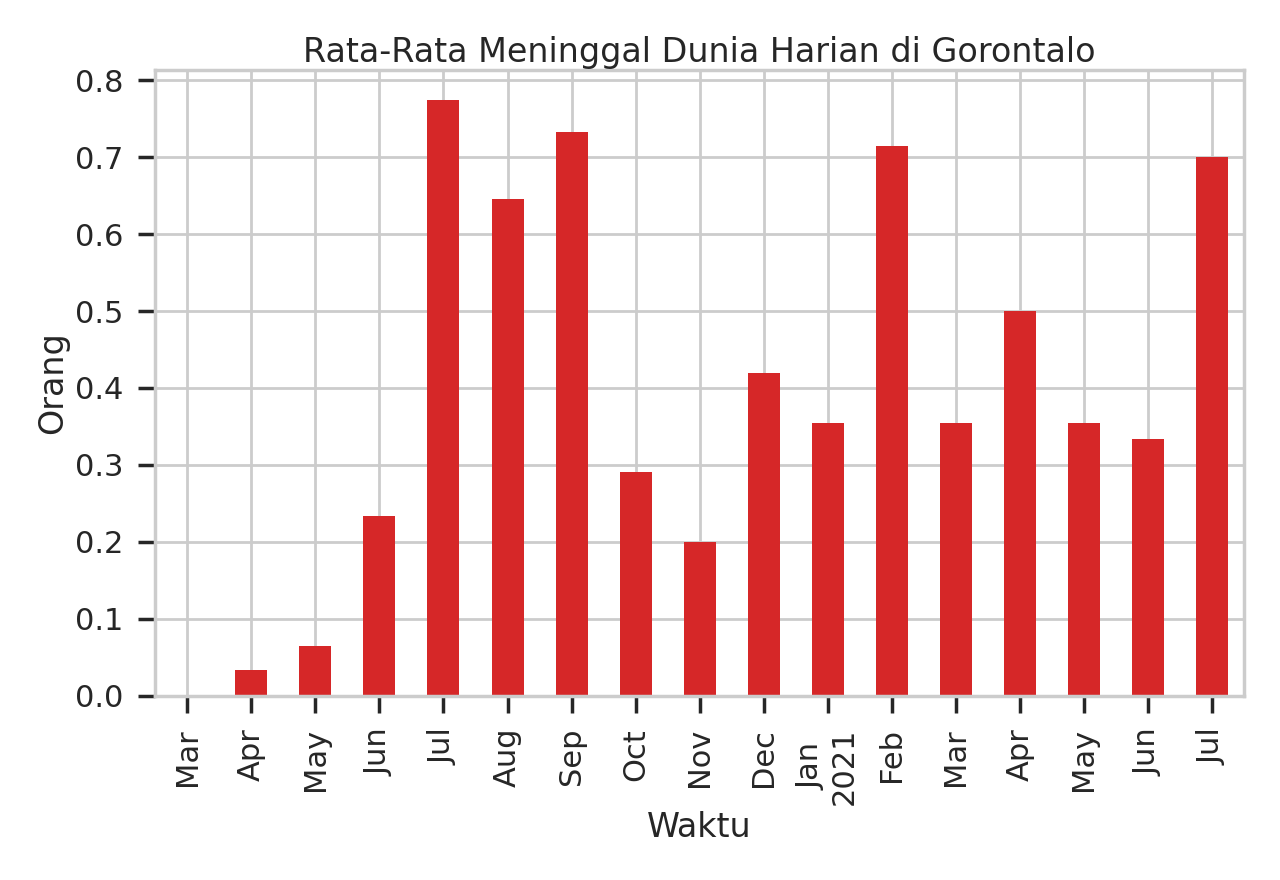 Rata-Rata Meninggal Dunia Harian di Gorontalo
0.8
0.7
0.6
0.5
0.4
0.3
0.2
0.1
0.0
Orang
Mar
Apr
May
Jun
Jul
Aug
Sep
Oct
Nov
Dec
Jan
2021
Feb
Mar
Apr
May
Jun
Jul
Waktu